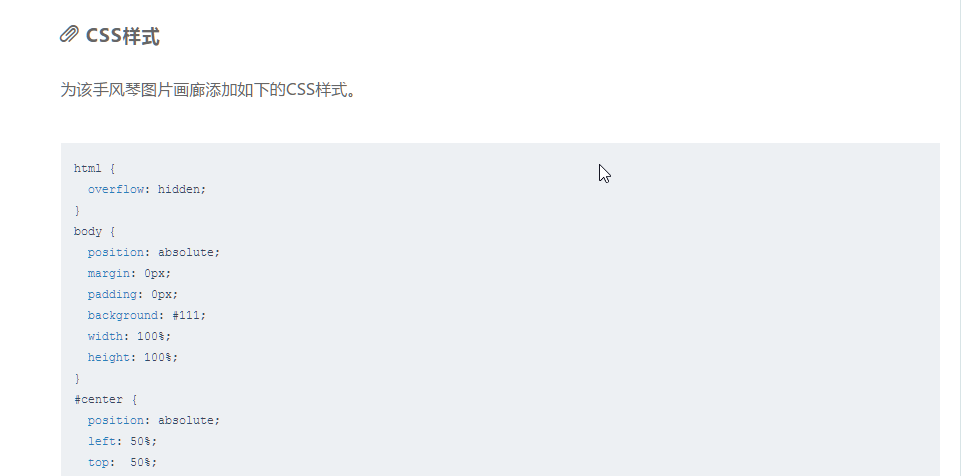 CSS样式
为该手风琴图片画廊添加如下的CSS样式。
html {
  overflow: hidden;
}
body {
  position: absolute;
  margin: 0px;
  padding: 0px;
  background: #111;
  width: 100%;
  height: 100%;
}
#center {
  position: absolute;
  left: 50%;
  top:  50%;